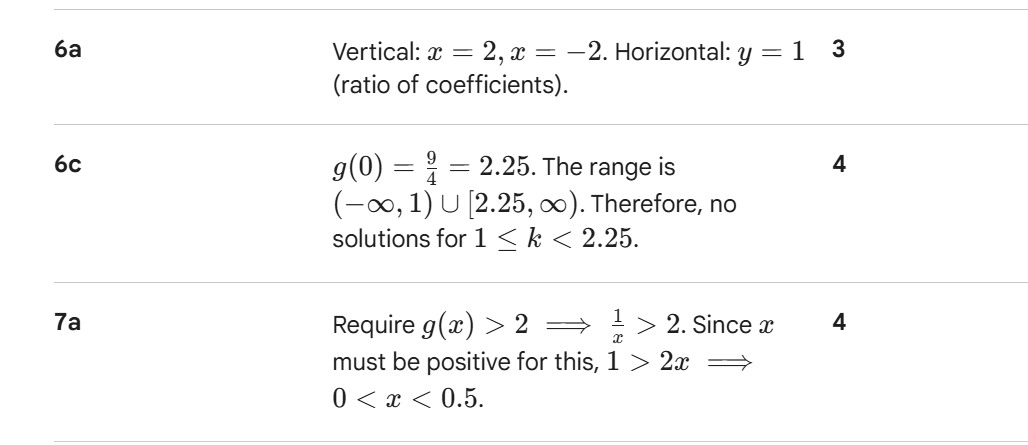 6a Vertical: x = 2, x = −2. Horizontal: y = 1 3
(ratio of coefficients).
6c g(0) = 9/4 = 2.25. The range is 4
(−∞, 1) ∪ [2.25, ∞). Therefore, no
solutions for 1 ≤ k < 2.25.
7a Require g(x) > 2 ⟹ 1/x > 2. Since x 4
must be positive for this, 1 > 2x ⟹
0 < x < 0.5.